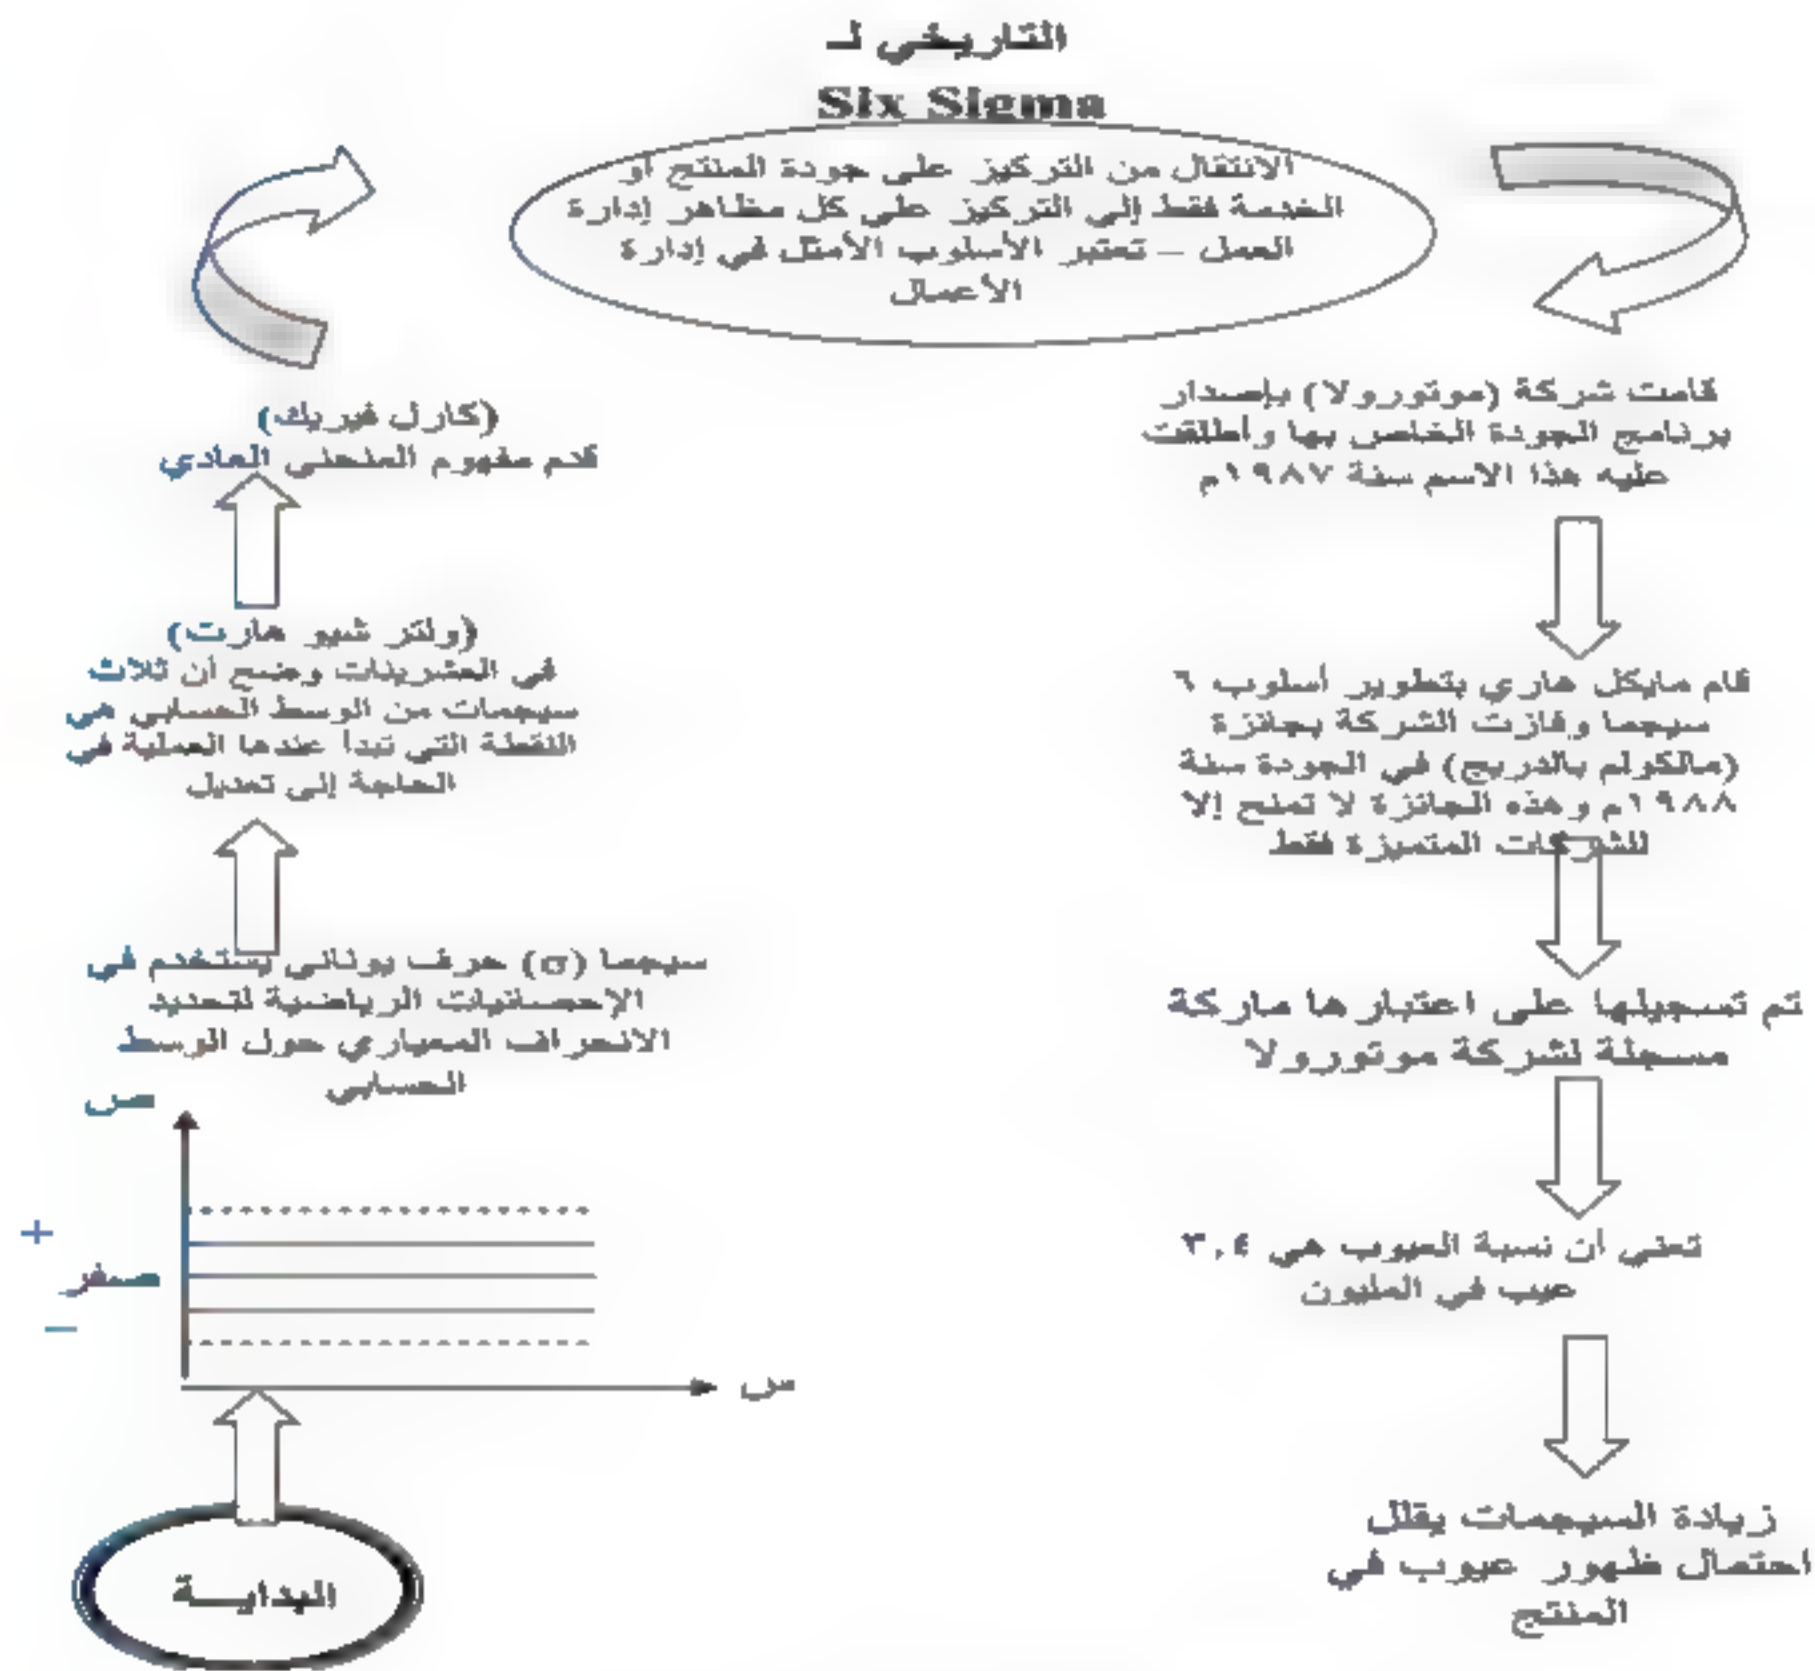 التاريخي لـ
Six Sigma
الانتقال من التركيز على جودة المنتج أو
الخدمة فقط إلى التركيز على كل مظاهر إدارة
العمل – تعتبر الأسلوب الأمثل في إدارة
الأعمال
(كارل فيريك)
قدم مفهوم المنحنى العادي
(ولتر شيو هارت)
في العشرينات وضح أن ثلاث
سيجمات من الوسط الحسابي هي
النقطة التي تبدأ عندها العملية في
الحاجة إلى تعديل
سيجما (σ) حرف يوناني يستخدم في
الإحصائيات الرياضية لتحديد
الانحراف المعياري حول الوسط
الحسابي
ص
+
صفر
–
س
البدايـــة
قامت شركة (موتورولا) بإصدار
برنامج الجودة الخاص بها وأطلقت
عليه هذا الاسم سنة ١٩٨٧م
قام مايكل هاري بتطوير أسلوب ٦
سيجما وفازت الشركة بجائزة
(مالكولم بالدريج) في الجودة سنة
١٩٨٨م وهذه الجائزة لا تمنح إلا
للشركات المتميزة فقط
تم تسجيلها على اعتبارها ماركة
مسجلة لشركة موتورولا
تعني أن نسبة العيوب هي ٣,٤
عيب في المليون
زيادة السيجمات يقلل
احتمال ظهور عيوب في
المنتج